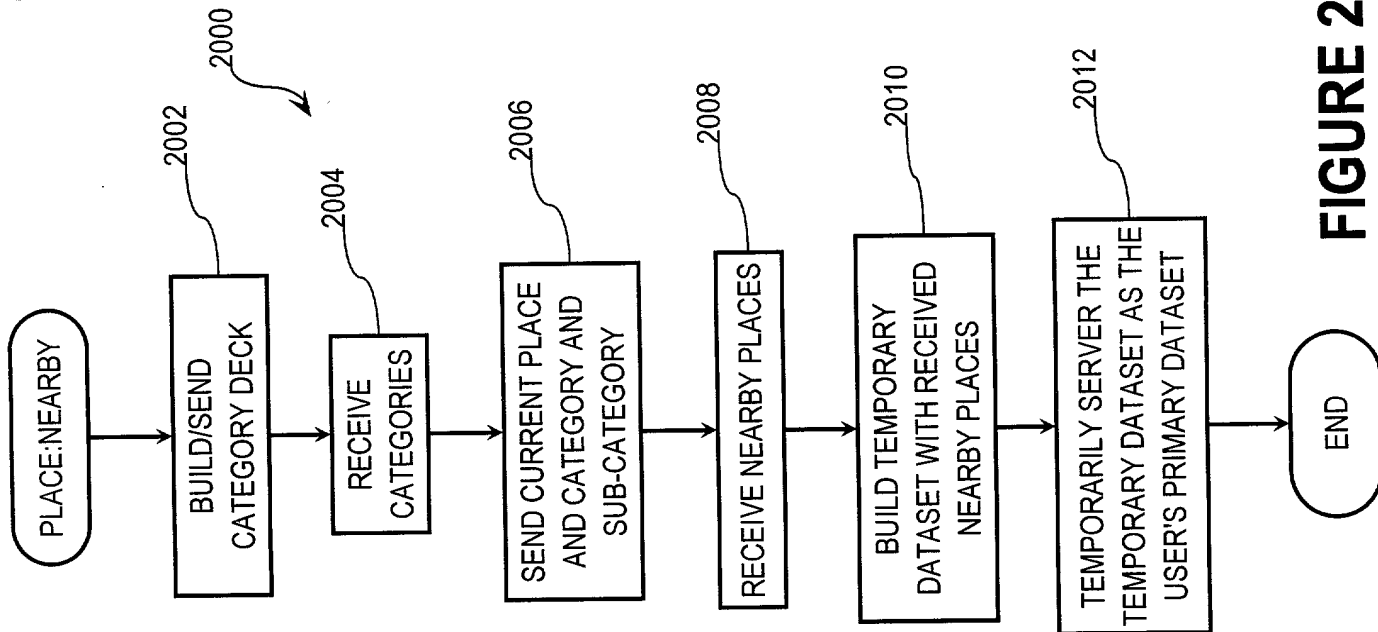 PLACE:NEARBY
2000
BUILD/SEND
CATEGORY DECK
2002
RECEIVE
CATEGORIES
2004
SEND CURRENT PLACE
AND CATEGORY AND
SUB-CATEGORY
2006
RECEIVE NEARBY PLACES
2008
BUILD TEMPORARY
DATASET WITH RECEIVED
NEARBY PLACES
2010
TEMPORARILY SERVER THE
TEMPORARY DATASET AS THE
USER'S PRIMARY DATASET
2012
END
FIGURE 2